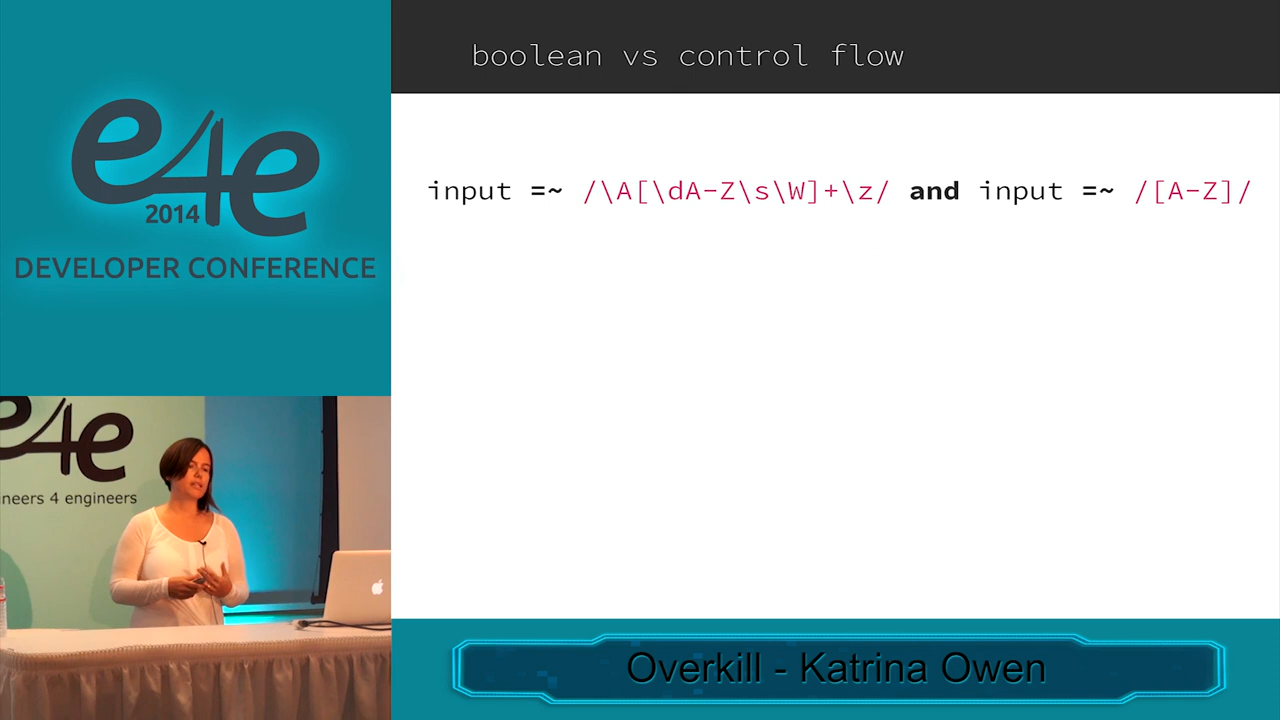 e4e
2014
DEVELOPER CONFERENCE
boolean vs control flow
input =~ /\A[\dA-Z\s\W]+\z/ and input =~ /[A-Z]/
e4e
neers 4 engineers
Overkill - Katrina Owen